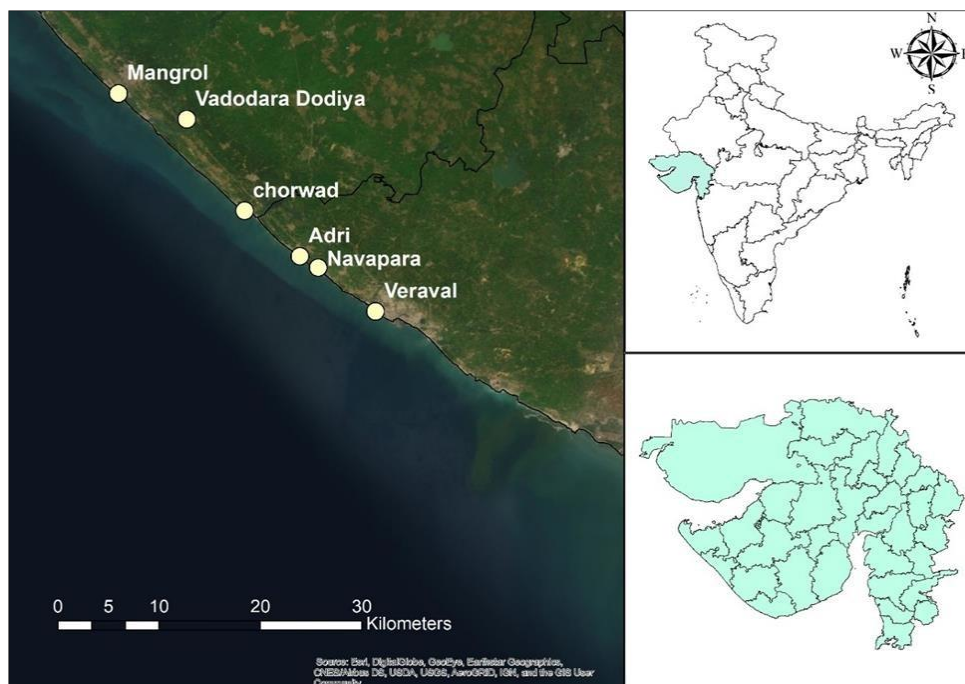 Mangrol
Vadodara Dodiya
chorwad
Adri
Navapara
Veraval
0 5 10 20 30
Kilometers
Source: Esri, DigitalGlobe, GeoEye, Earthstar Geographics,
CNES/Airbus DS, USDA, USGS, AeroGRID, IGN, and the GIS User
Community
N
W E
S